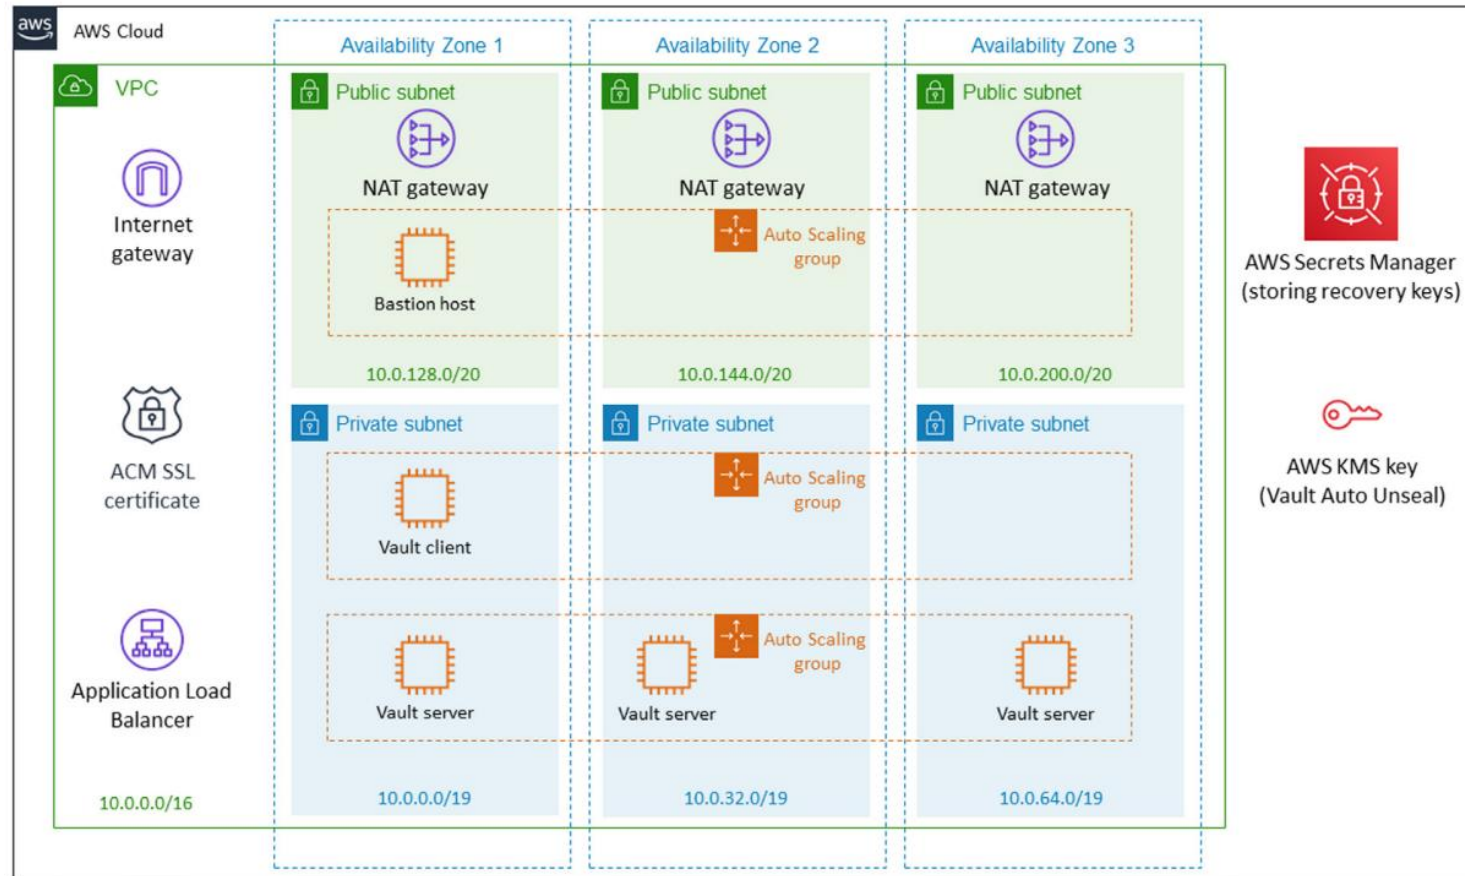 aws
AWS Cloud
Availability Zone 1
Availability Zone 2
Availability Zone 3
VPC
Public subnet
Public subnet
Public subnet
NAT gateway
NAT gateway
NAT gateway
Internet
gateway
Auto Scaling
group
Bastion host
AWS Secrets Manager
(storing recovery keys)
10.0.128.0/20
10.0.144.0/20
10.0.200.0/20
Private subnet
Private subnet
Private subnet
ACM SSL
certificate
Auto Scaling
group
Vault client
AWS KMS key
(Vault Auto Unseal)
Application Load
Balancer
Auto Scaling
group
Vault server
Vault server
Vault server
10.0.0.0/16
10.0.0.0/19
10.0.32.0/19
10.0.64.0/19